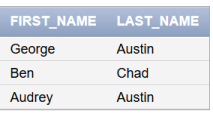 FIRST_NAME LAST_NAME
George Austin
Ben Chad
Audrey Austin